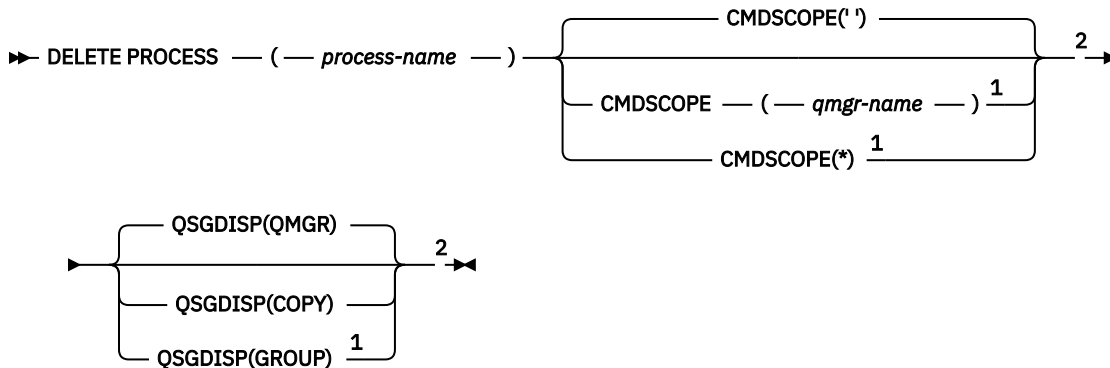 CMDSCOPE(' ')
DELETE PROCESS ( process-name ) 2
CMDSCOPE ( qmgr-name ) 1
CMDSCOPE(*) 1
QSGDISP(QMGR)
2
QSGDISP(COPY)
QSGDISP(GROUP) 1